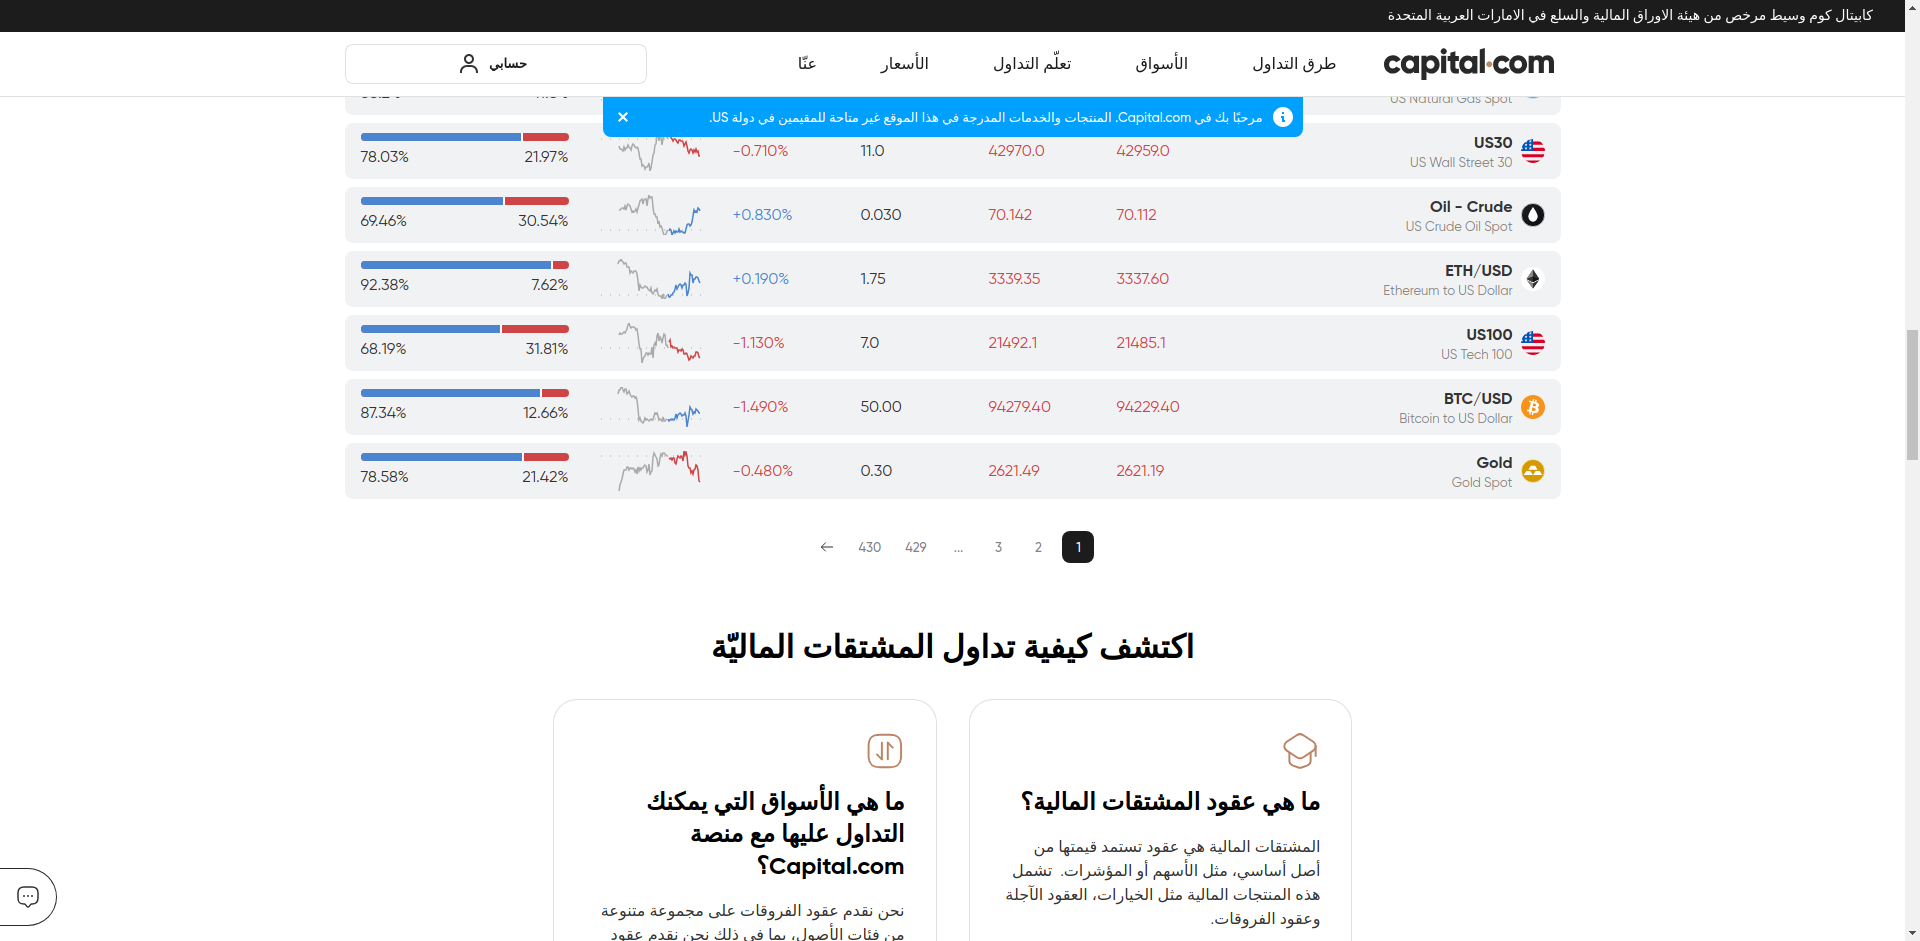 كابيتال كوم وسيط مرخص من هيئة الاوراق المالية والسلع في الامارات العربية المتحدة
capital.com
طرق التداول
الأسواق
تعلّم التداول
الأسعار
عنّا
حسابي
مرحبًا بك في Capital.com. المنتجات والخدمات المدرجة في هذا الموقع غير متاحة للمقيمين في دولة US.
US Natural Gas Spot
US30
US Wall Street 30
42959.0
42970.0
11.0
-0.710%
78.03%
21.97%
Oil - Crude
US Crude Oil Spot
70.112
70.142
0.030
+0.830%
69.46%
30.54%
ETH/USD
Ethereum to US Dollar
3337.60
3339.35
1.75
+0.190%
92.38%
7.62%
US100
US Tech 100
21485.1
21492.1
7.0
-1.130%
68.19%
31.81%
BTC/USD
Bitcoin to US Dollar
94229.40
94279.40
50.00
-1.490%
87.34%
12.66%
Gold
Gold Spot
2621.19
2621.49
0.30
-0.480%
78.58%
21.42%
1 2 3 ... 429 430
اكتشف كيفية تداول المشتقات الماليّة
ما هي عقود المشتقات المالية؟
المشتقات المالية هي عقود تستمد قيمتها من
أصل أساسي، مثل الأسهم أو المؤشرات. تشمل
هذه المنتجات المالية مثل الخيارات، العقود الآجلة
وعقود الفروقات.
ما هي الأسواق التي يمكنك
التداول عليها مع منصة
Capital.com؟
نحن نقدم عقود الفروقات على مجموعة متنوعة
من فئات الأصول، بما في ذلك نحن نقدم عقود